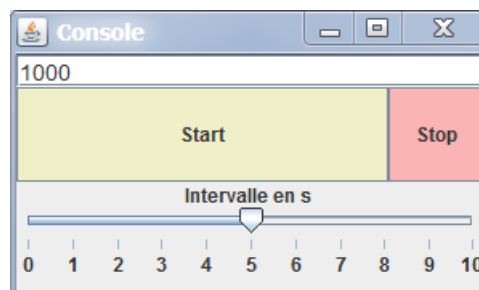 Console
1000
Start Stop
Intervalle en s
0 1 2 3 4 5 6 7 8 9 10